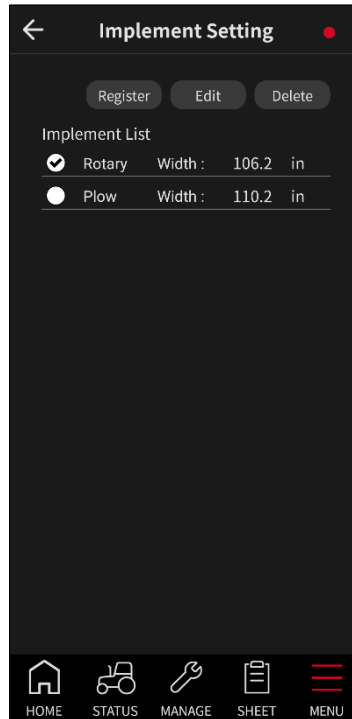 Implement Setting
Register Edit Delete
Implement List
Rotary Width : 106.2 in
Plow Width : 110.2 in
HOME STATUS MANAGE SHEET MENU